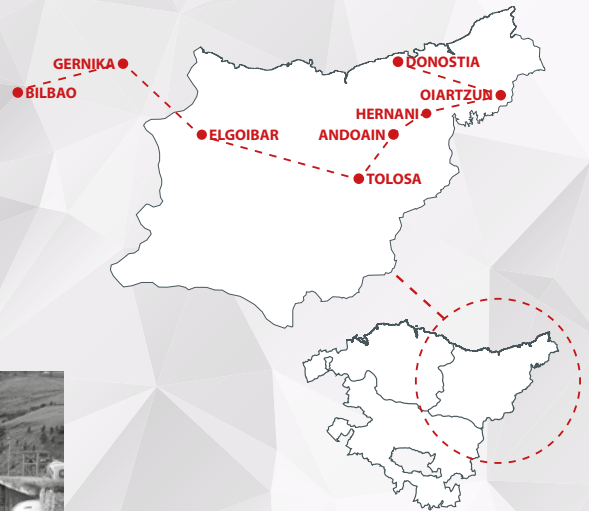 GERNIKA
DONOSTIA
BILBAO
OIARTZUN
HERNANI
ELGOIBAR
ANDOAIN
TOLOSA